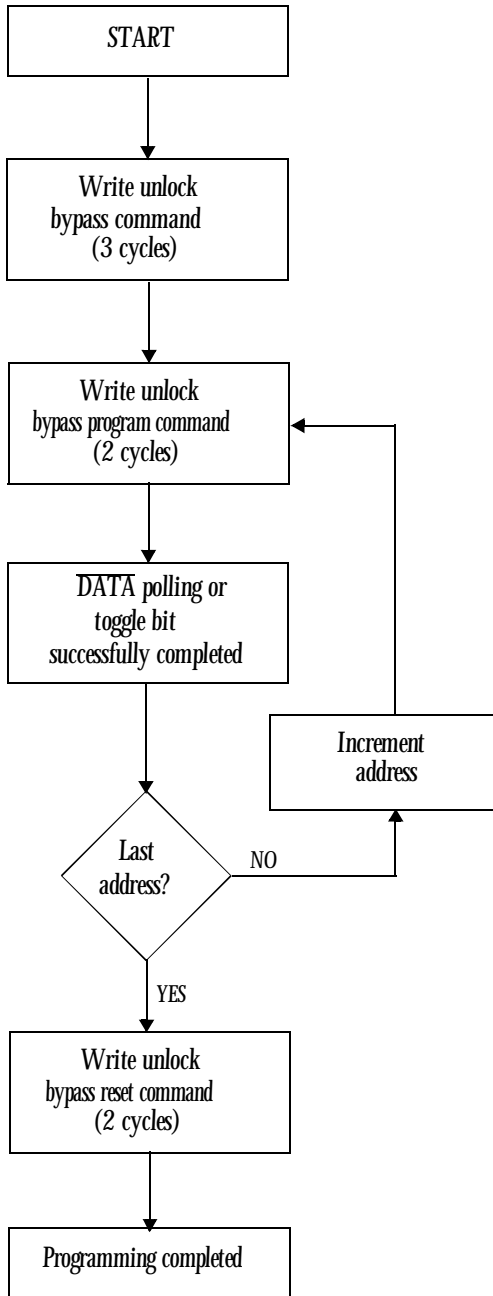 START
Write unlock
bypass command
(3 cycles)
Write unlock
bypass program command
(2 cycles)
DATA polling or
toggle bit
successfully completed
Increment
address
Last
address?
NO
YES
Write unlock
bypass reset command
(2 cycles)
Programming completed